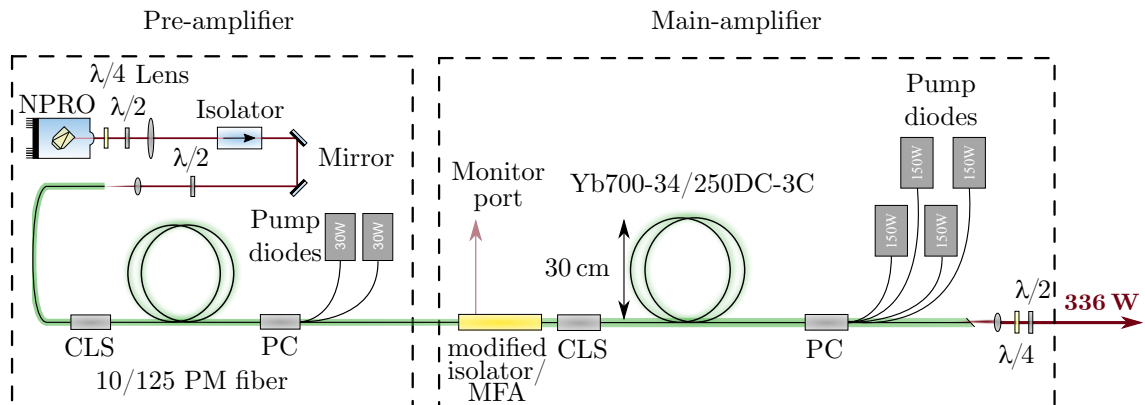 Pre-amplifier
Main-amplifier
λ/4 Lens
NPRO
λ/2
Isolator
λ/2
Mirror
Pump
diodes
30W
30W
CLS
PC
10/125 PM fiber
Monitor
port
30 cm
Yb700-34/250DC-3C
Pump
diodes
150W
150W
150W
150W
modified
isolator/
MFA
CLS
PC
λ/2
336 W
λ/4